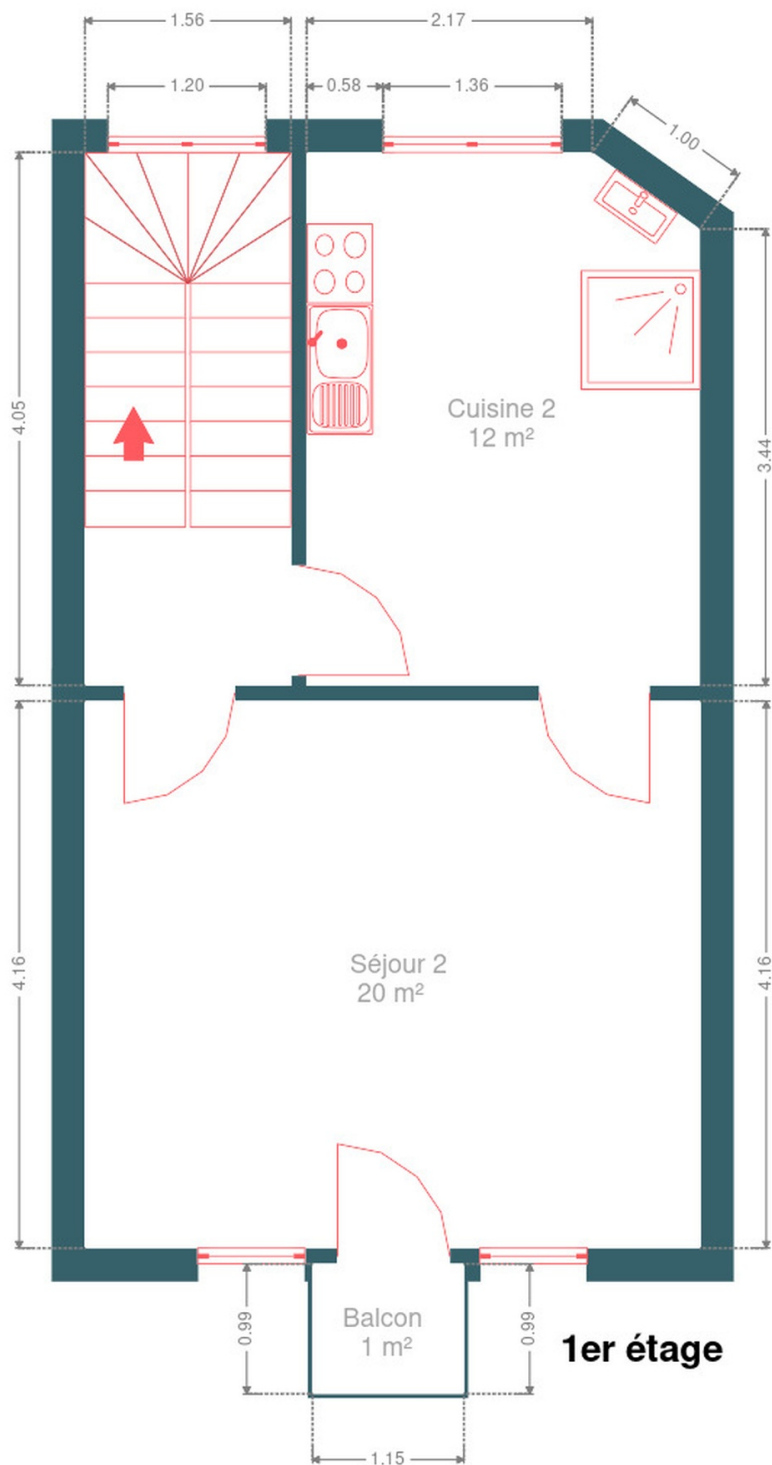 1.56
2.17
1.20
0.58
1.36
1.00
4.05
3.44
Cuisine 2
12 m²
4.16
4.16
Séjour 2
20 m²
0.99
0.99
Balcon
1 m²
1er étage
1.15